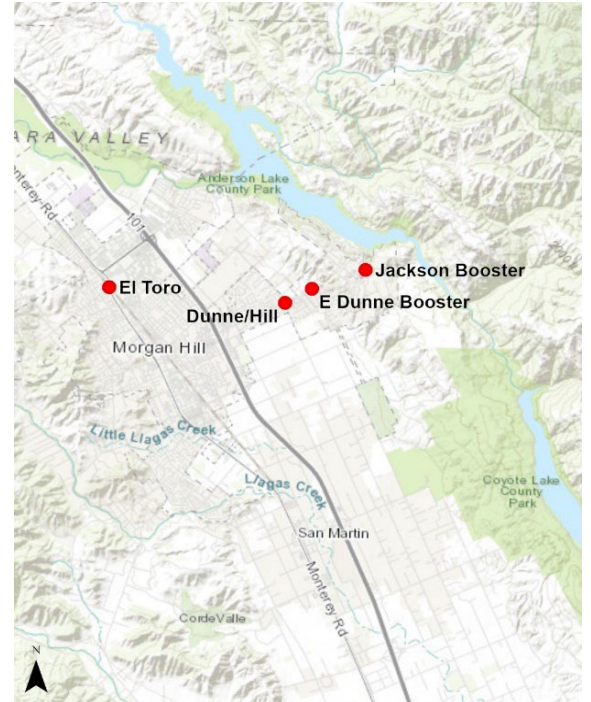 ARA VALLEY
onterey-Rd
101
Anderson Lake
County Park
Jackson Booster
El Toro
E Dunne Booster
Dunne/Hill
Morgan Hill
Little Llagas Creek
Llagas Creek
Coyote Lake
County
Park
San Martin
Monterey Rd
CordeValle
N